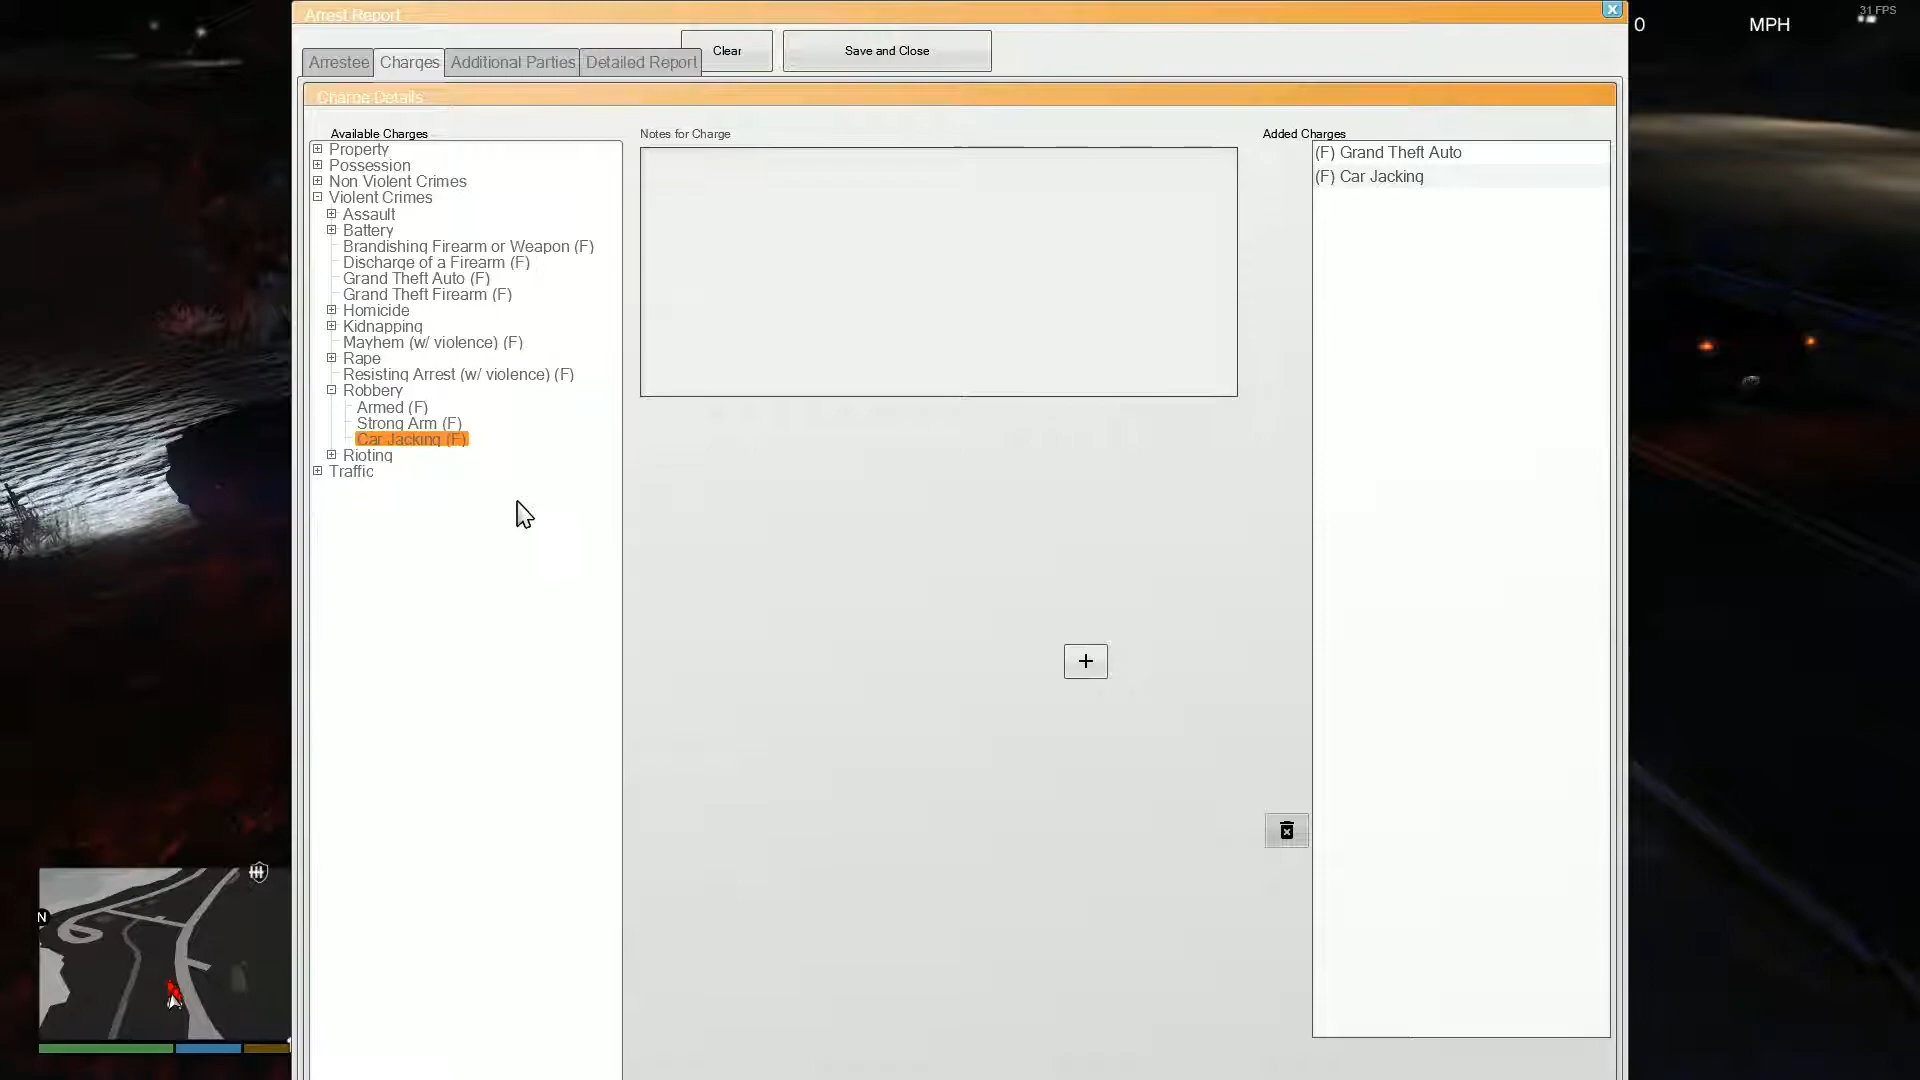 Arrest Report
31 FPS
0 MPH
Clear
Save and Close
Arrestee
Charges
Additional Parties
Detailed Report
Charge Details
Available Charges
Property
Possession
Non Violent Crimes
Violent Crimes
Assault
Battery
Brandishing Firearm or Weapon (F)
Discharge of a Firearm (F)
Grand Theft Auto (F)
Grand Theft Firearm (F)
Homicide
Kidnapping
Mayhem (w/ violence) (F)
Rape
Resisting Arrest (w/ violence) (F)
Robbery
Armed (F)
Strong Arm (F)
Car Jacking (F)
Rioting
Traffic
Notes for Charge
Added Charges
(F) Grand Theft Auto
(F) Car Jacking
N